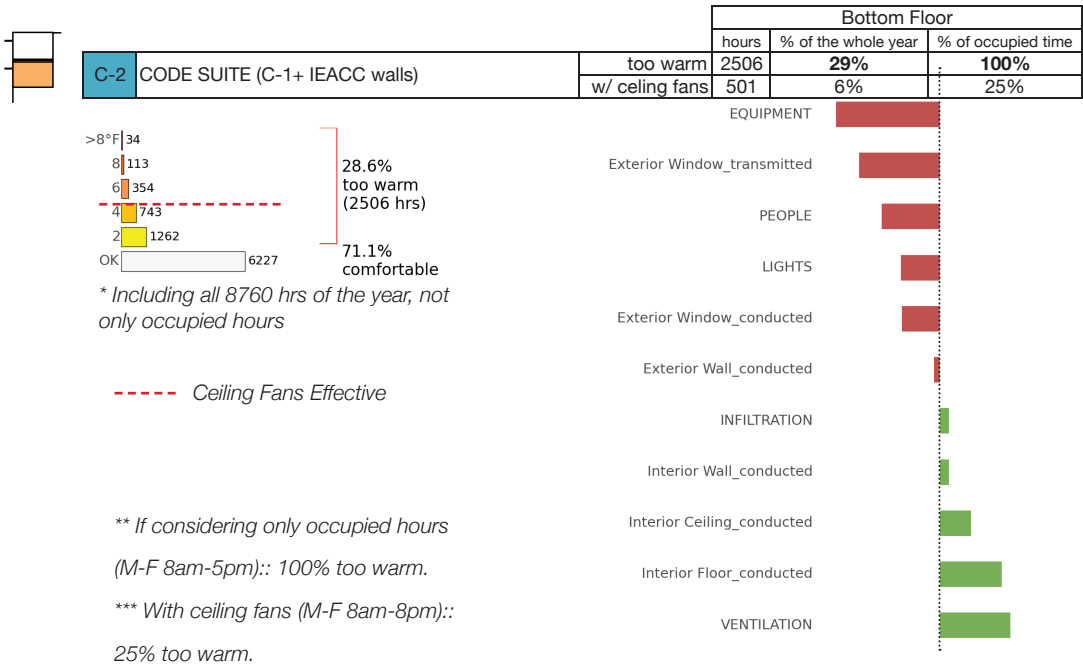 Bottom Floor
hours % of the whole year % of occupied time
C-2 CODE SUITE (C-1+ IEACC walls) too warm 2506 29% 100%
w/ celing fans 501 6% 25%
>8°F 34
8 113
6 354
4 743
2 1262
OK 6227
28.6%
too warm
(2506 hrs)
71.1%
comfortable
* Including all 8760 hrs of the year, not
only occupied hours
Ceiling Fans Effective
** If considering only occupied hours
(M-F 8am-5pm):: 100% too warm.
*** With ceiling fans (M-F 8am-8pm)::
25% too warm.
EQUIPMENT
Exterior Window_transmitted
PEOPLE
LIGHTS
Exterior Window_conducted
Exterior Wall_conducted
INFILTRATION
Interior Wall_conducted
Interior Ceiling_conducted
Interior Floor_conducted
VENTILATION